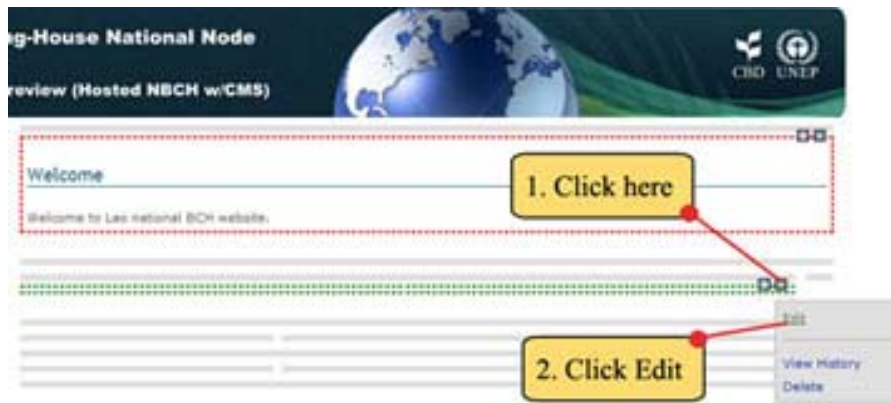 ng-House National Node
CBD UNEP
review (Hosted NBCH w/CMS)
Welcome
1. Click here
Welcome to Lao national BCH website.
Edit
2. Click Edit
View History
Delete